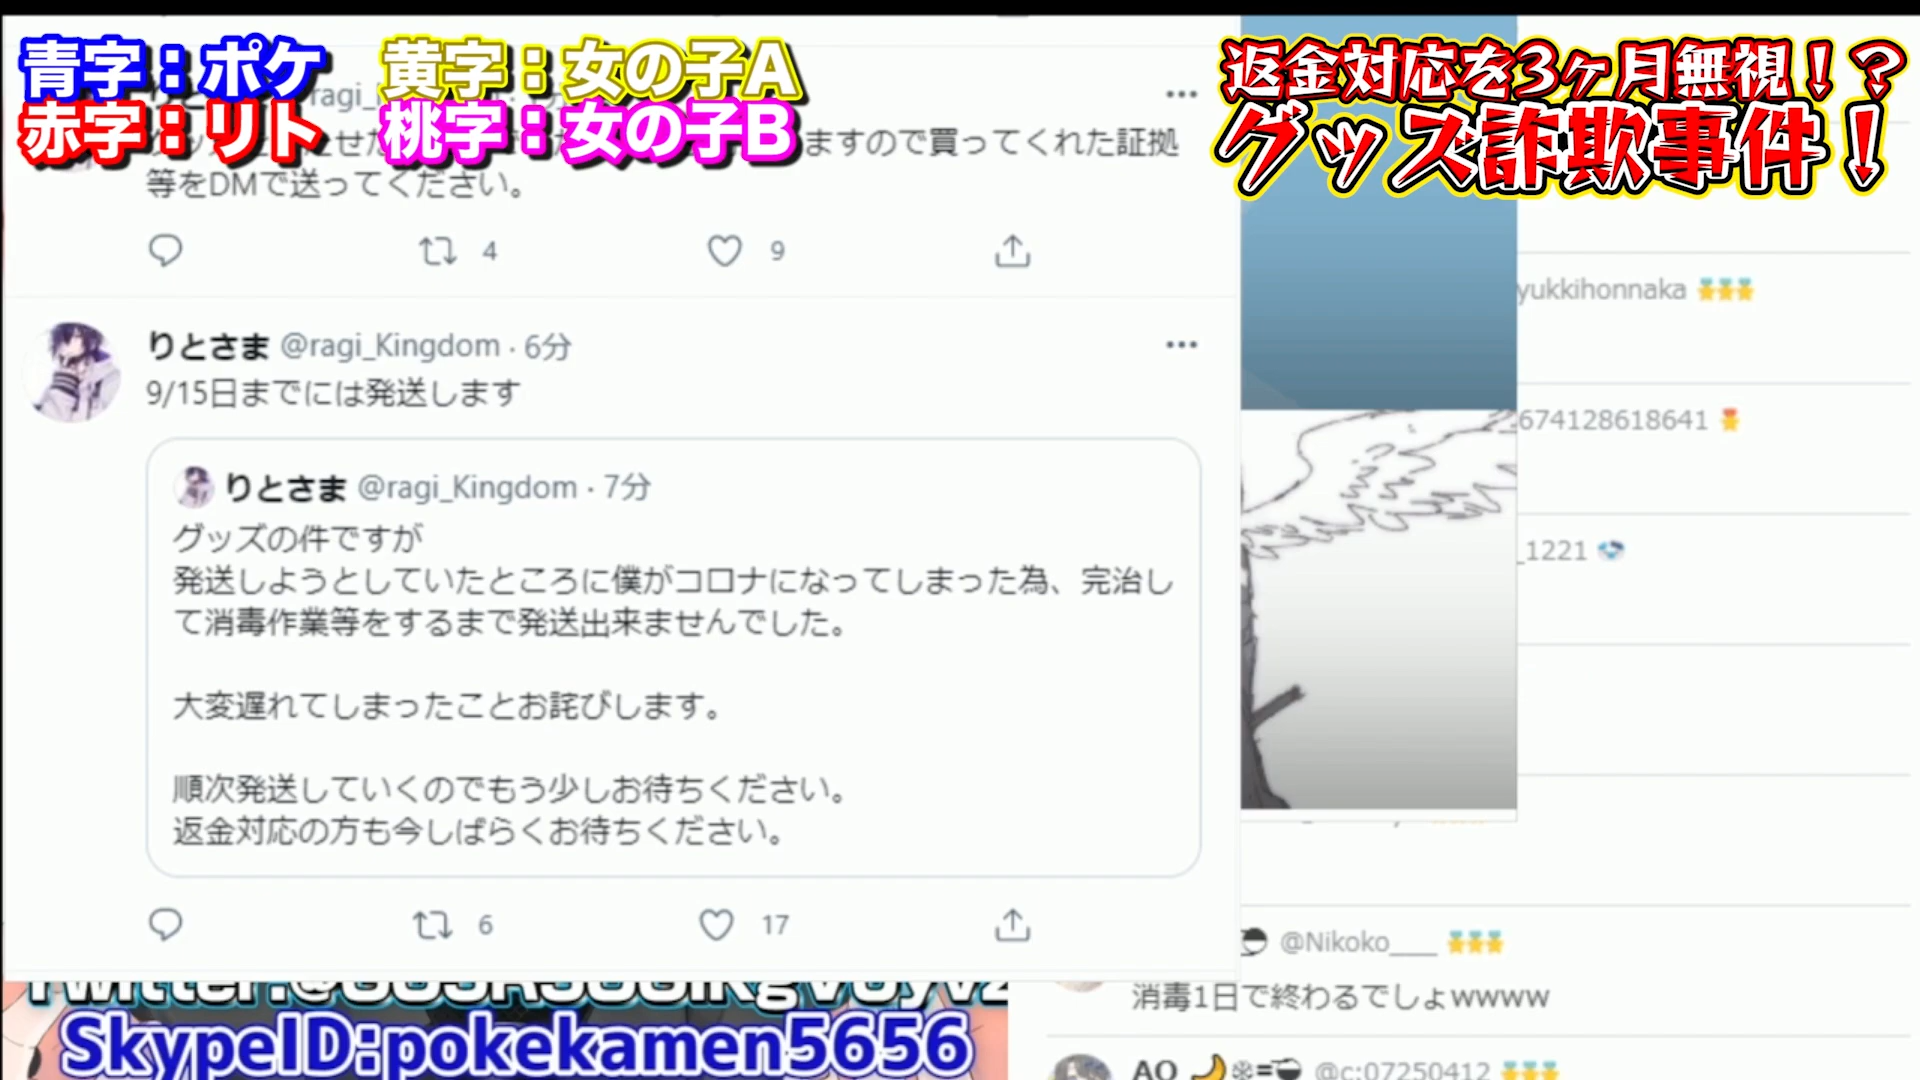 青字：ポケ 黄字：女の子A
赤字：リト 桃字：女の子B
返金対応を3ヶ月無視！？
グッズ詐欺事件！
ますので買ってくれた証拠
等をDMで送ってください。
4 9
りとさま @ragi_Kingdom · 6分
9/15日までには発送します
りとさま @ragi_Kingdom · 7分
グッズの件ですが
発送しようとしていたところに僕がコロナになってしまった為、完治し
て消毒作業等をするまで発送出来ませんでした。
大変遅れてしまったことお詫びします。
順次発送していくのでもう少しお待ちください。
返金対応の方も今しばらくお待ちください。
6 17
yukkihonnaka
674128618641
_1221
@Nikoko___
消毒1日で終わるでしょwwww
AO @c:07250412
SkypeID:pokekamen5656